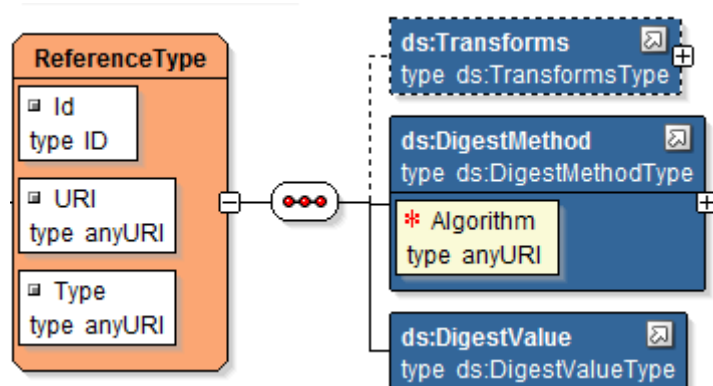 ReferenceType
Id
type ID
URI
type anyURI
Type
type anyURI
ds:Transforms
type ds:TransformsType
ds:DigestMethod
type ds:DigestMethodType
* Algorithm
type anyURI
ds:DigestValue
type ds:DigestValueType